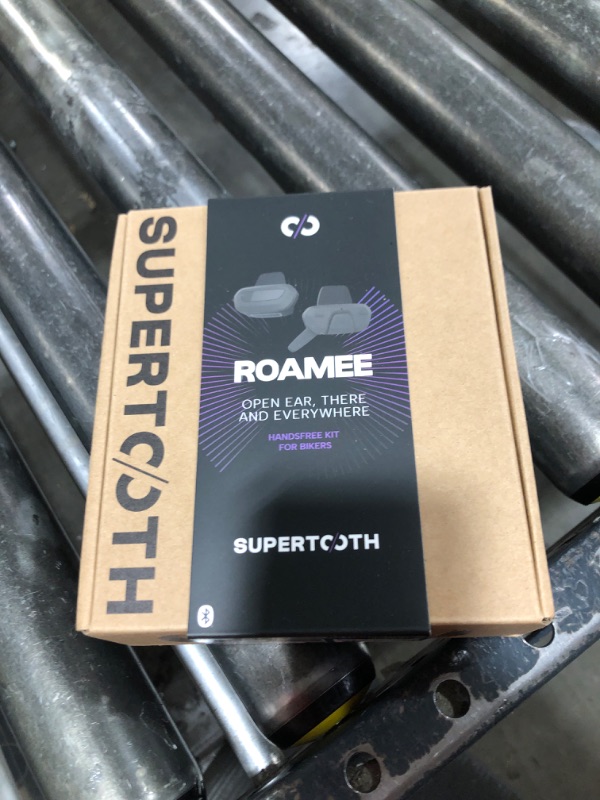 SUPERTOOTH
ROAMEE
OPEN EAR, THERE
AND EVERYWHERE
HANDSFREE KIT
FOR BIKERS
SUPERTOOTH